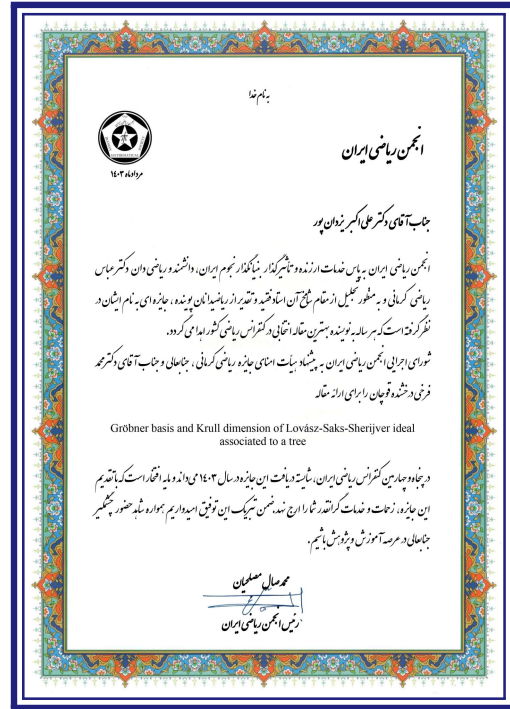 به نام خدا
انجمن ریاضی ایران
مردادماه ۱۴۰۳
جناب آقای دکتر علی اکبر یزدان پور
انجمن ریاضی ایران به پاس خدمات ارزنده و تأثیرگذار بنیانگذار نجوم ایران، دانشمند و ریاضی دان دکتر عباس
ریاضی کرمانی و به منظور تجلیل از مقام شامخ آن استاد فقید و تقدیر از ریاضیدانان پوینده، جایزه ای به نام ایشان در
نظر گرفته است که هر ساله به نویسنده بهترین مقاله انتخابی در کنفرانس ریاضی کشور اهدا می گردد.
شورای اجرایی انجمن ریاضی ایران به پیشنهاد هیأت امنای جایزه ریاضی کرمانی، جنابعالی و جناب آقای دکتر محمد
فرخی درخشنده قوچان را برای ارائه مقاله
Gröbner basis and Krull dimension of Lovász-Saks-Sherijver ideal
associated to a tree
در پنجاه و چهارمین کنفرانس ریاضی ایران، شایسته دریافت این جایزه در سال ۱۴۰۳ می داند و مایه افتخار است که با تقدیم
این جایزه، زحمات و خدمات گرانقدر شما را ارج نهد. ضمن تبریک این توفیق امیدواریم همواره شاهد حضور چشمگیر
جنابعالی در عرصه آموزش و پژوهش باشیم.
محمد صال مصلحیان
رئیس انجمن ریاضی ایران